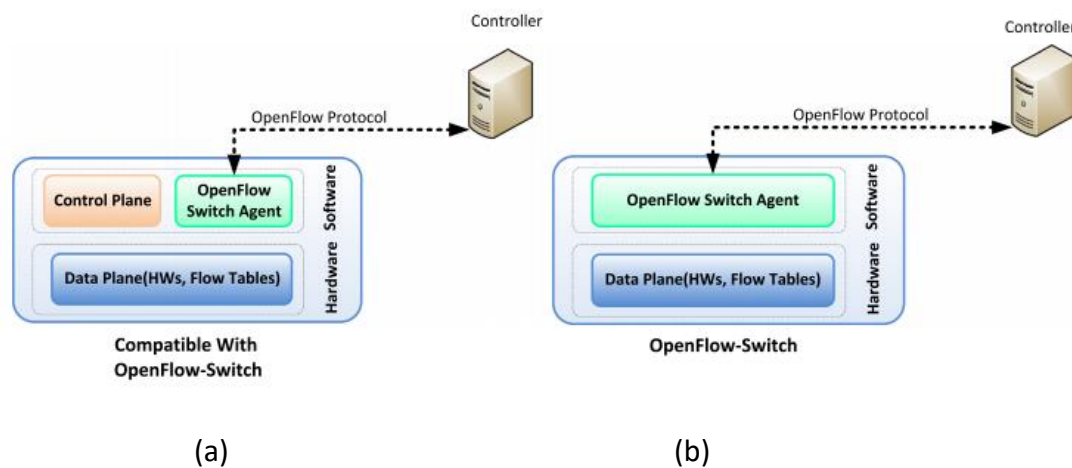 Controller
OpenFlow Protocol
Control Plane
OpenFlow
Switch Agent
Software
Data Plane(HWs, Flow Tables)
Hardware
Compatible With
OpenFlow-Switch
(a)
Controller
OpenFlow Protocol
OpenFlow Switch Agent
Software
Data Plane(HWs, Flow Tables)
Hardware
OpenFlow-Switch
(b)